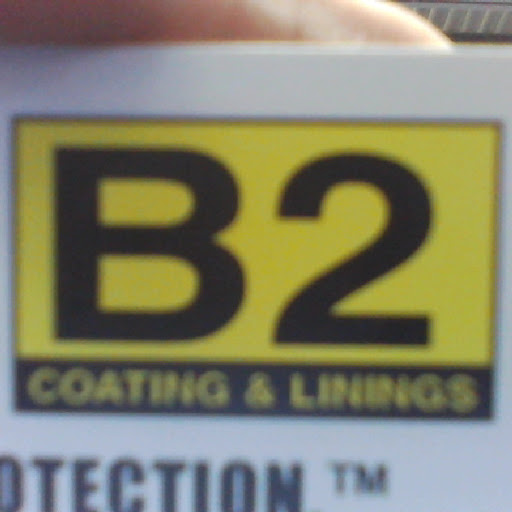 B2
COATING & LININGS
OTECTION.™